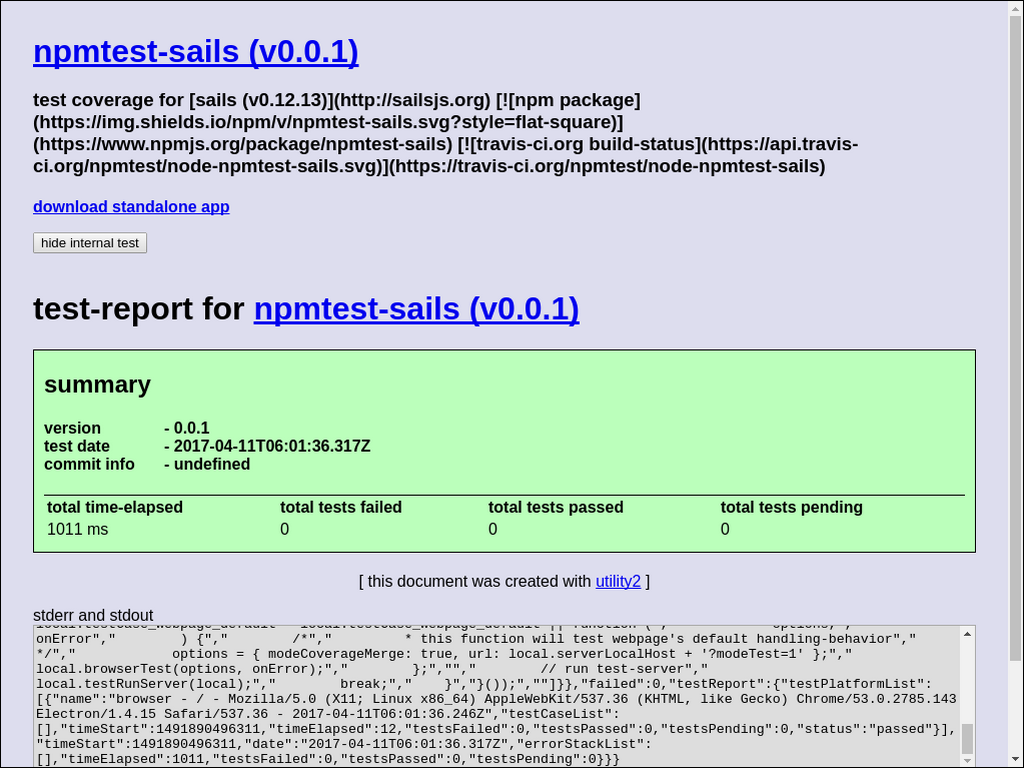 npmtest-sails (v0.0.1)
test coverage for [sails (v0.12.13)](http://sailsjs.org) [![npm package]
(https://img.shields.io/npm/v/npmtest-sails.svg?style=flat-square)]
(https://www.npmjs.org/package/npmtest-sails) [![travis-ci.org build-status](https://api.travis-
ci.org/npmtest/node-npmtest-sails.svg)](https://travis-ci.org/npmtest/node-npmtest-sails)
download standalone app
hide internal test
test-report for npmtest-sails (v0.0.1)
summary
version - 0.0.1
test date - 2017-04-11T06:01:36.317Z
commit info - undefined
total time-elapsed total tests failed total tests passed total tests pending
1011 ms 0 0 0
[ this document was created with utility2 ]
stderr and stdout
onError","        ) {","        /*","         * this function will test webpage's default handling-behavior","
*/","            options = { modeCoverageMerge: true, url: local.serverLocalHost + '?modeTest=1' };","
local.browserTest(options, onError);","        };","","        // run test-server","
local.testRunServer(local);","        break;","    }","}());",""]}},"failed":0,"testReport":{"testPlatformList":
[{"name":"browser - / - Mozilla/5.0 (X11; Linux x86_64) AppleWebKit/537.36 (KHTML, like Gecko) Chrome/53.0.2785.143
Electron/1.4.15 Safari/537.36 - 2017-04-11T06:01:36.246Z","testCaseList":
[],"timeStart":1491890496311,"timeElapsed":12,"testsFailed":0,"testsPassed":0,"testsPending":0,"status":"passed"}],
"timeStart":1491890496311,"date":"2017-04-11T06:01:36.317Z","errorStackList":
[],"timeElapsed":1011,"testsFailed":0,"testsPassed":0,"testsPending":0}}}